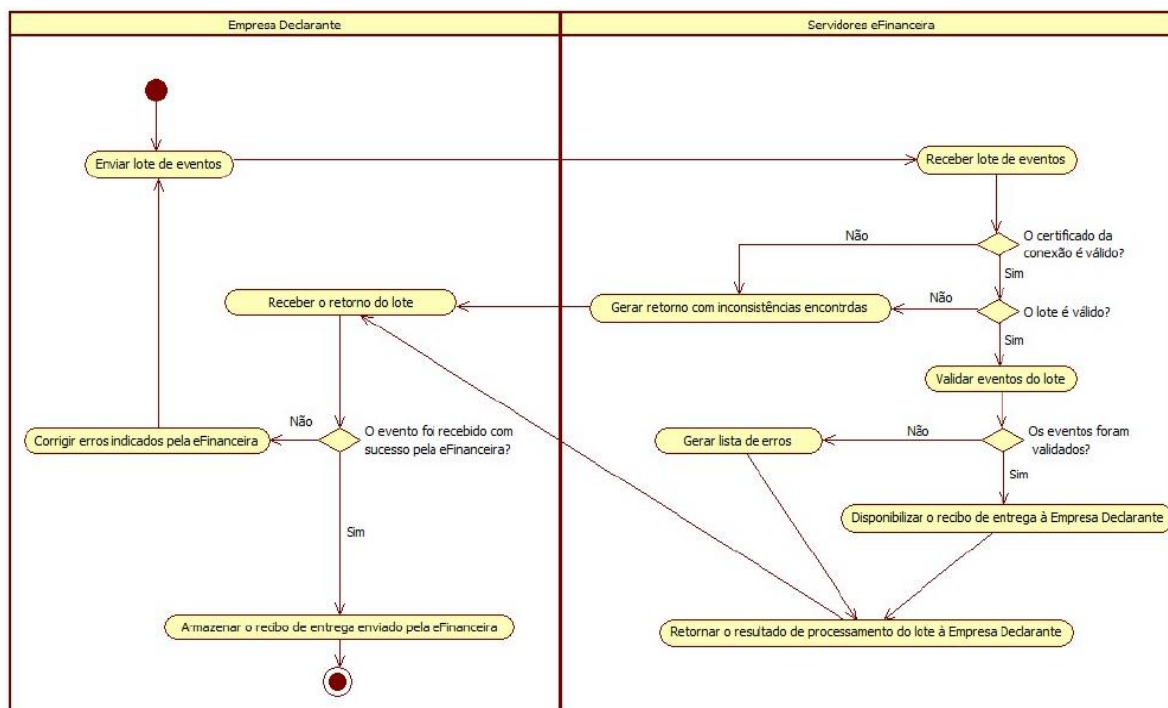 Empresa Declarante
Servidores eFinanceira
Enviar lote de eventos
Receber lote de eventos
Não
O certificado da
conexão é válido?
Sim
Receber o retorno do lote
Gerar retorno com inconsistências encontrdas
Não
O lote é válido?
Sim
Validar eventos do lote
Corrigir erros indicados pela eFinanceira
Não
O evento foi recebido com
sucesso pela eFinanceira?
Gerar lista de erros
Não
Os eventos foram
validados?
Sim
Disponibilizar o recibo de entrega à Empresa Declarante
Sim
Armazenar o recibo de entrega enviado pela eFinanceira
Retornar o resultado de processamento do lote à Empresa Declarante